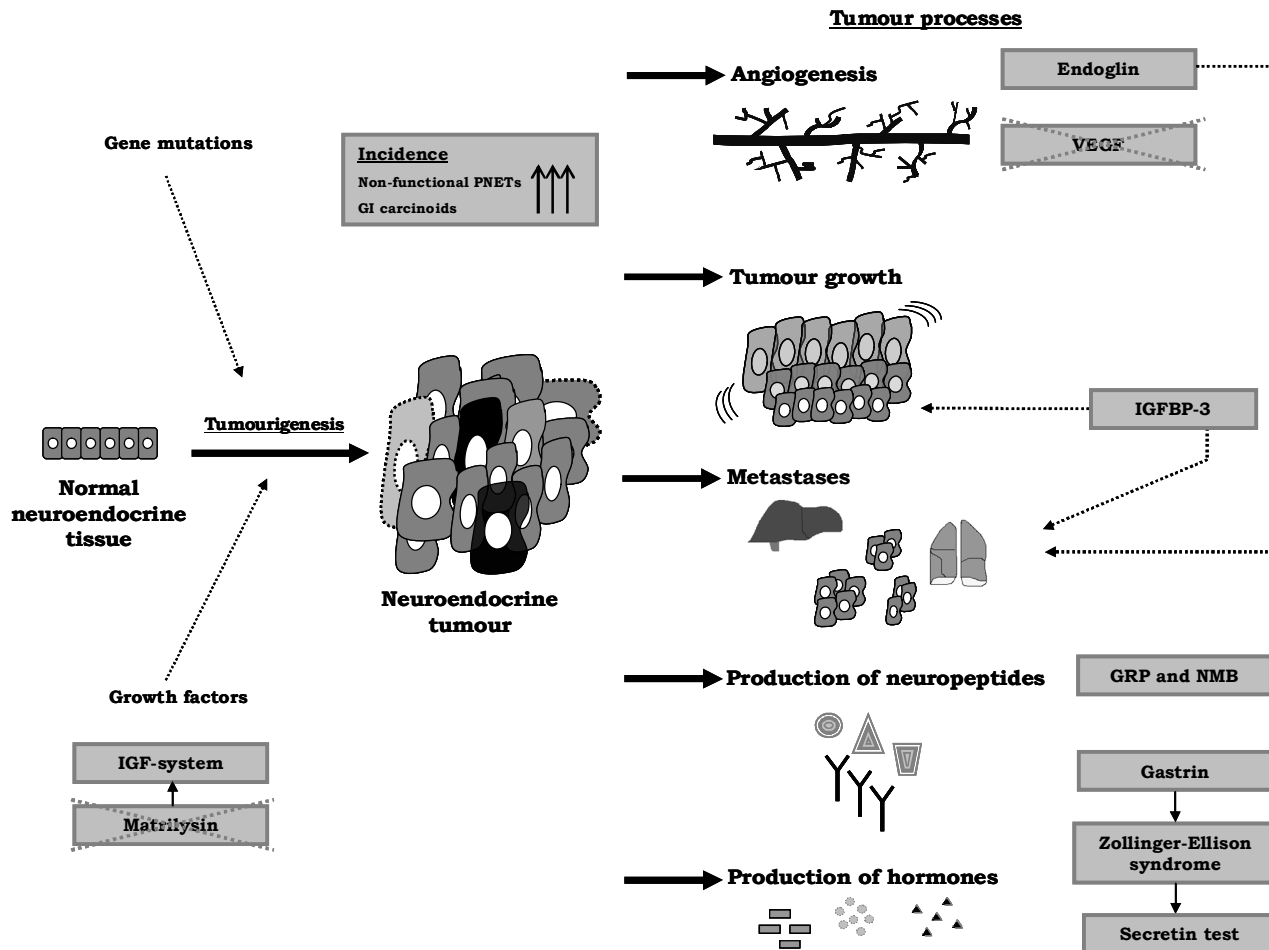 Tumour processes
Angiogenesis
Endoglin
VEGF
Gene mutations
Incidence
Non-functional PNETs
GI carcinoids
Tumour growth
IGFBP-3
Tumourigenesis
Normal
neuroendocrine
tissue
Metastases
Neuroendocrine
tumour
Production of neuropeptides
GRP and NMB
Growth factors
IGF-system
Matrilysin
Gastrin
Zollinger-Ellison
syndrome
Production of hormones
Secretin test